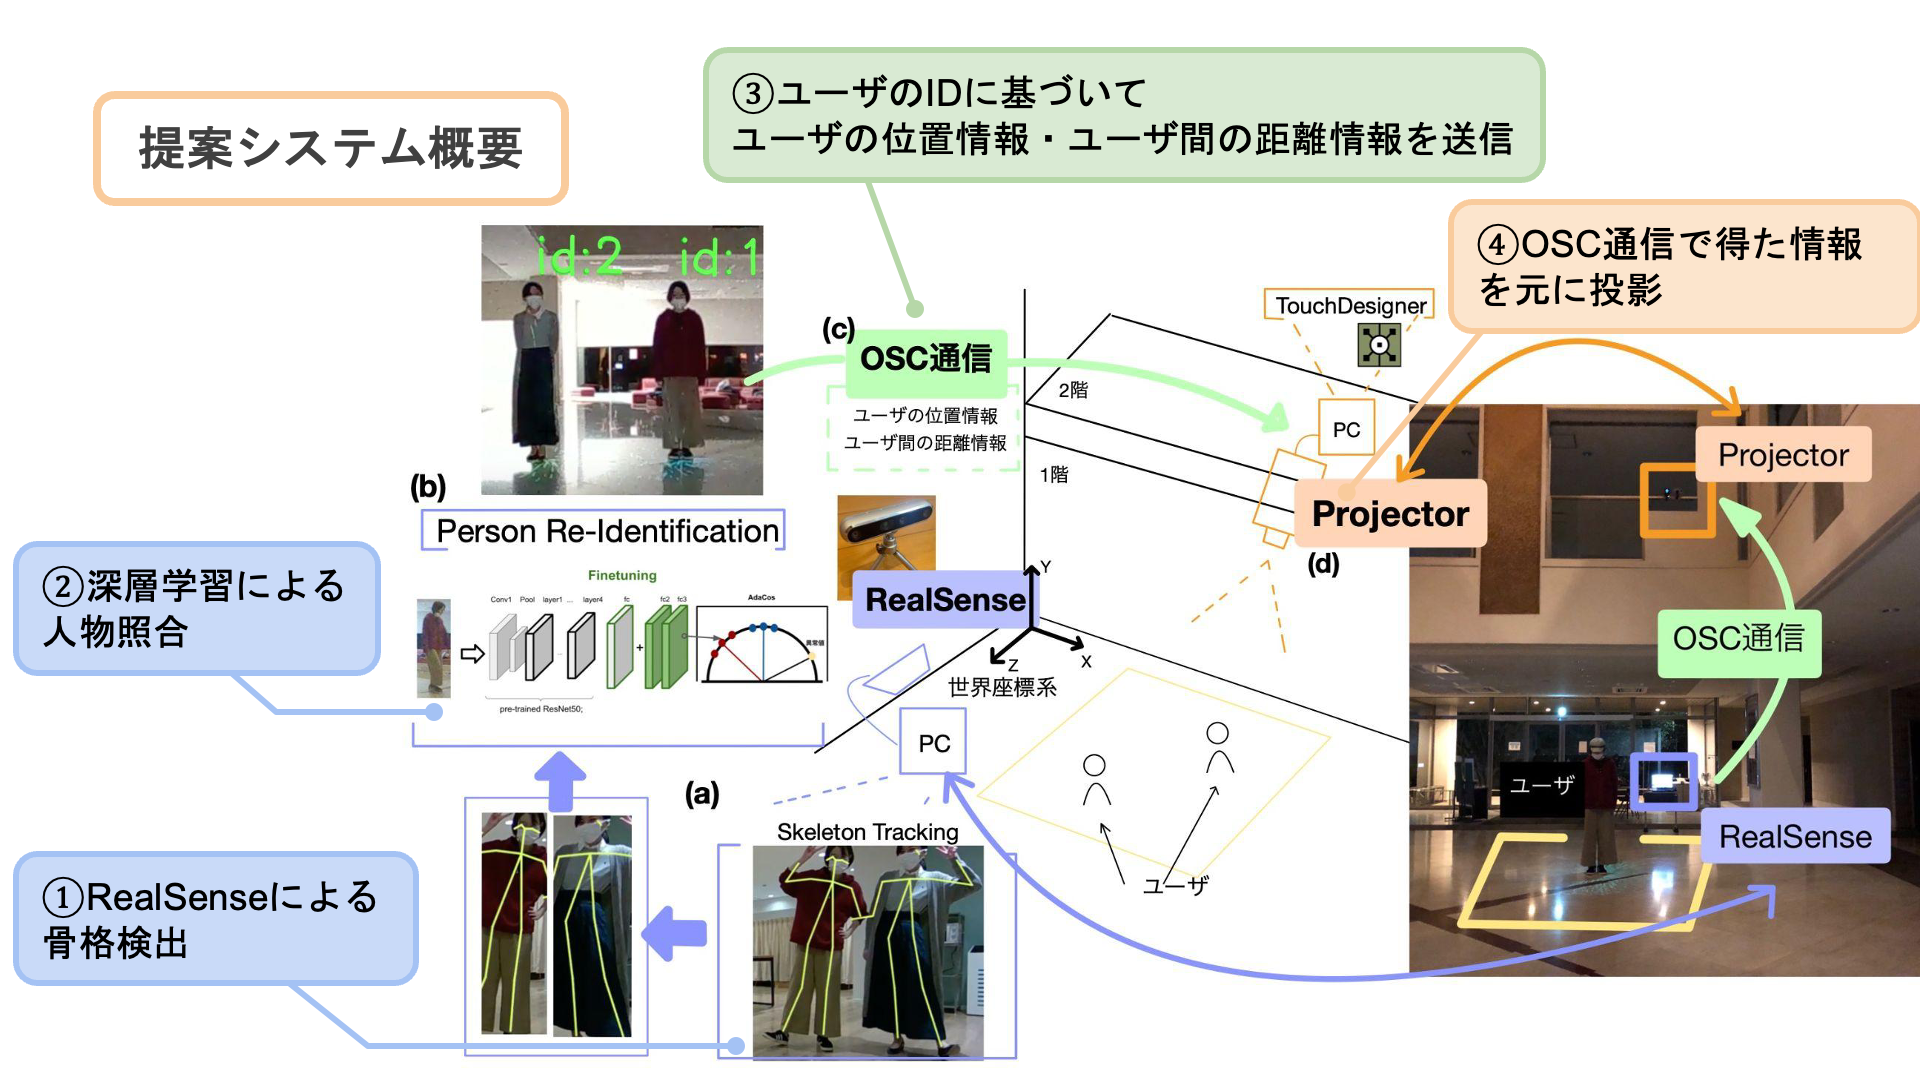 提案システム概要
③ユーザのIDに基づいて
ユーザの位置情報・ユーザ間の距離情報を送信
④OSC通信で得た情報
を元に投影
id:2 id:1
(c)
OSC通信
ユーザの位置情報
ユーザ間の距離情報
TouchDesigner
2階
PC
1階
Projector
(d)
Projector
OSC通信
ユーザ
RealSense
(b)
Person Re-Identification
②深層学習による
人物照合
Finetuning
Conv1 Pool layer1 ... layer4 fc fc2 fc3
AdaCos
異常値
+
pre-trained ResNet50;
RealSense
Y
X
Z
世界座標系
PC
ユーザ
(a)
Skeleton Tracking
①RealSenseによる
骨格検出